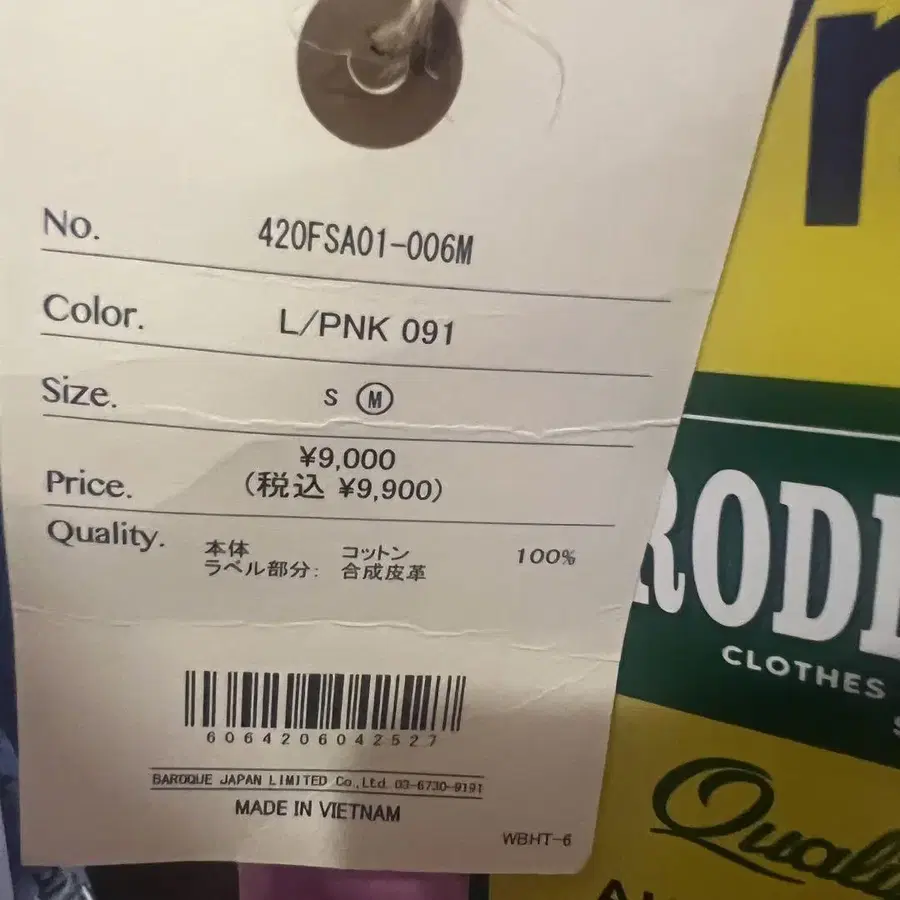 No. 420FSA01-006M
Color. L/PNK 091
Size. S M
¥9,000
Price. (税込 ¥9,900)
Quality. 本体 コットン 100%
ラベル部分: 合成皮革
6064206042527
BAROQUE JAPAN LIMITED Co.,Ltd. 03-6730-9191
MADE IN VIETNAM
WBHT-6
CLOTHES